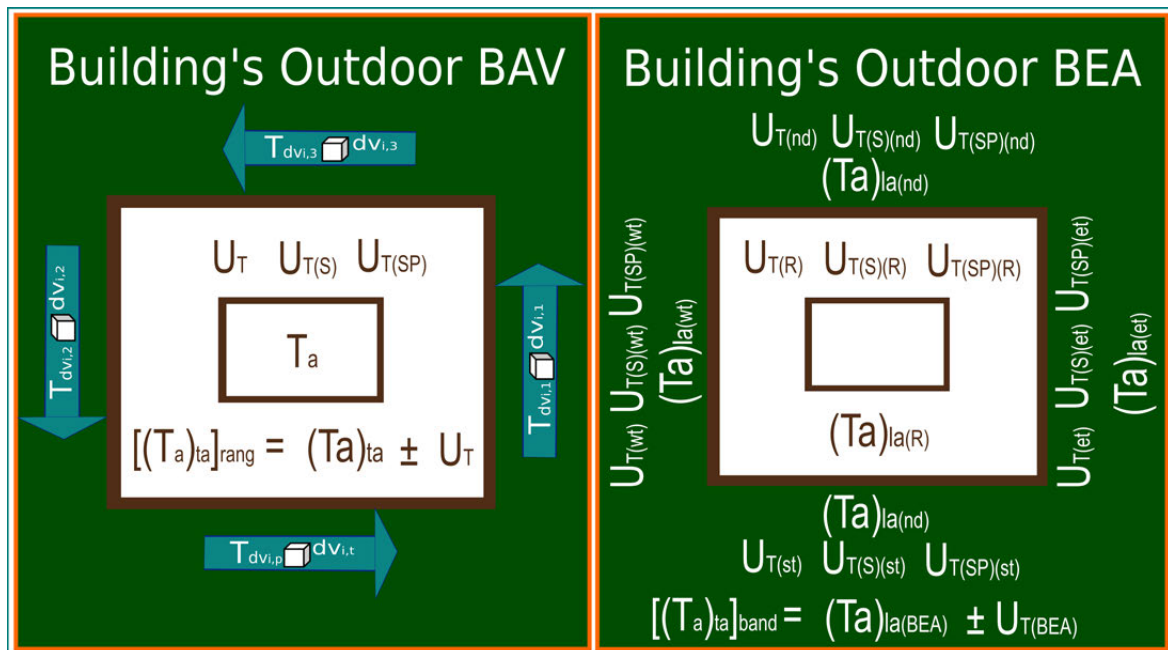 Building's Outdoor BAV
T dvi,3 dvi,3
T dvi,2 dvi,2
UT UT(S) UT(SP)
Ta
[(Ta)ta]rang = (Ta)ta ± UT
T dvi,1 dvi,1
T dvi,p dvi,t
Building's Outdoor BEA
UT(nd) UT(S)(nd) UT(SP)(nd)
(Ta)la(nd)
UT(wt) UT(S)(wt) UT(SP)(wt)
(Ta)la(wt)
UT(R) UT(S)(R) UT(SP)(R)
(Ta)la(R)
UT(et) UT(S)(et) UT(SP)(et)
(Ta)la(et)
(Ta)la(nd)
UT(st) UT(S)(st) UT(SP)(st)
[(Ta)ta]band = (Ta)la(BEA) ± UT(BEA)